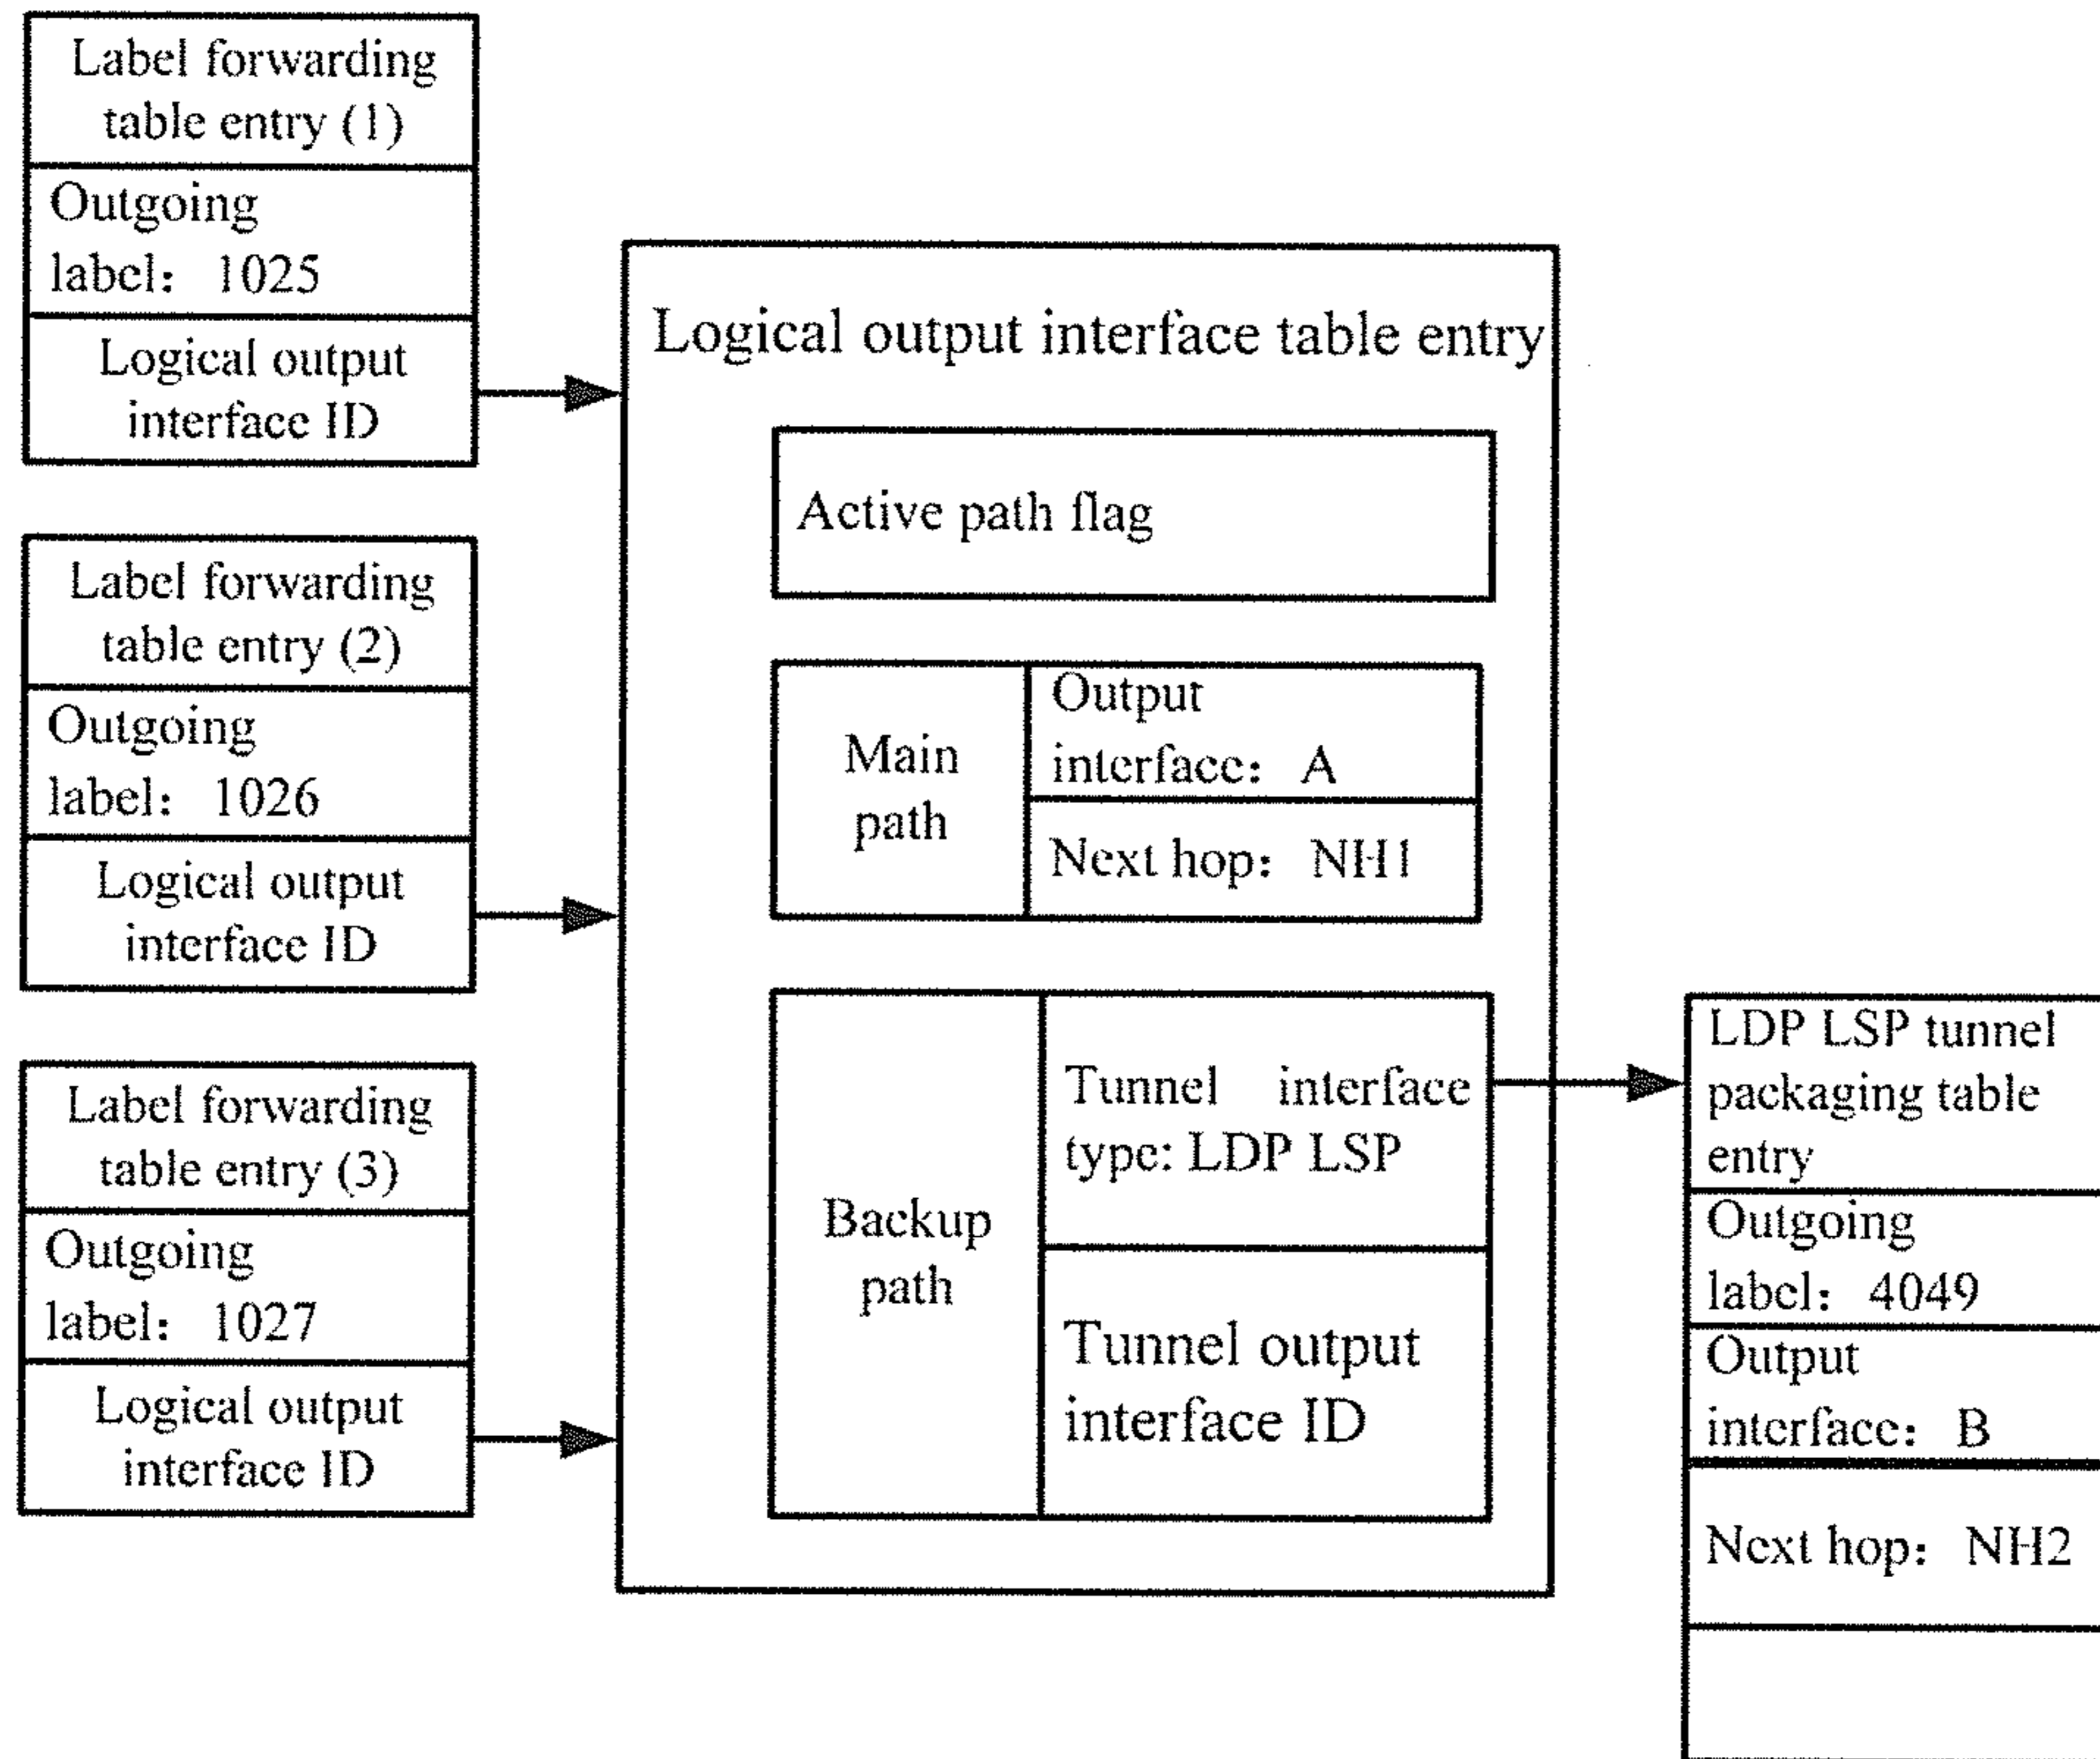 Label forwarding
table entry (1)
Outgoing
label: 1025
Logical output
interface ID
Label forwarding
table entry (2)
Outgoing
label: 1026
Logical output
interface ID
Label forwarding
table entry (3)
Outgoing
label: 1027
Logical output
interface ID
Logical output interface table entry
Active path flag
Main
path
Output
interface: A
Next hop: NH1
Backup
path
Tunnel interface
type: LDP LSP
Tunnel output
interface ID
LDP LSP tunnel
packaging table
entry
Outgoing
label: 4049
Output
interface: B
Next hop: NH2